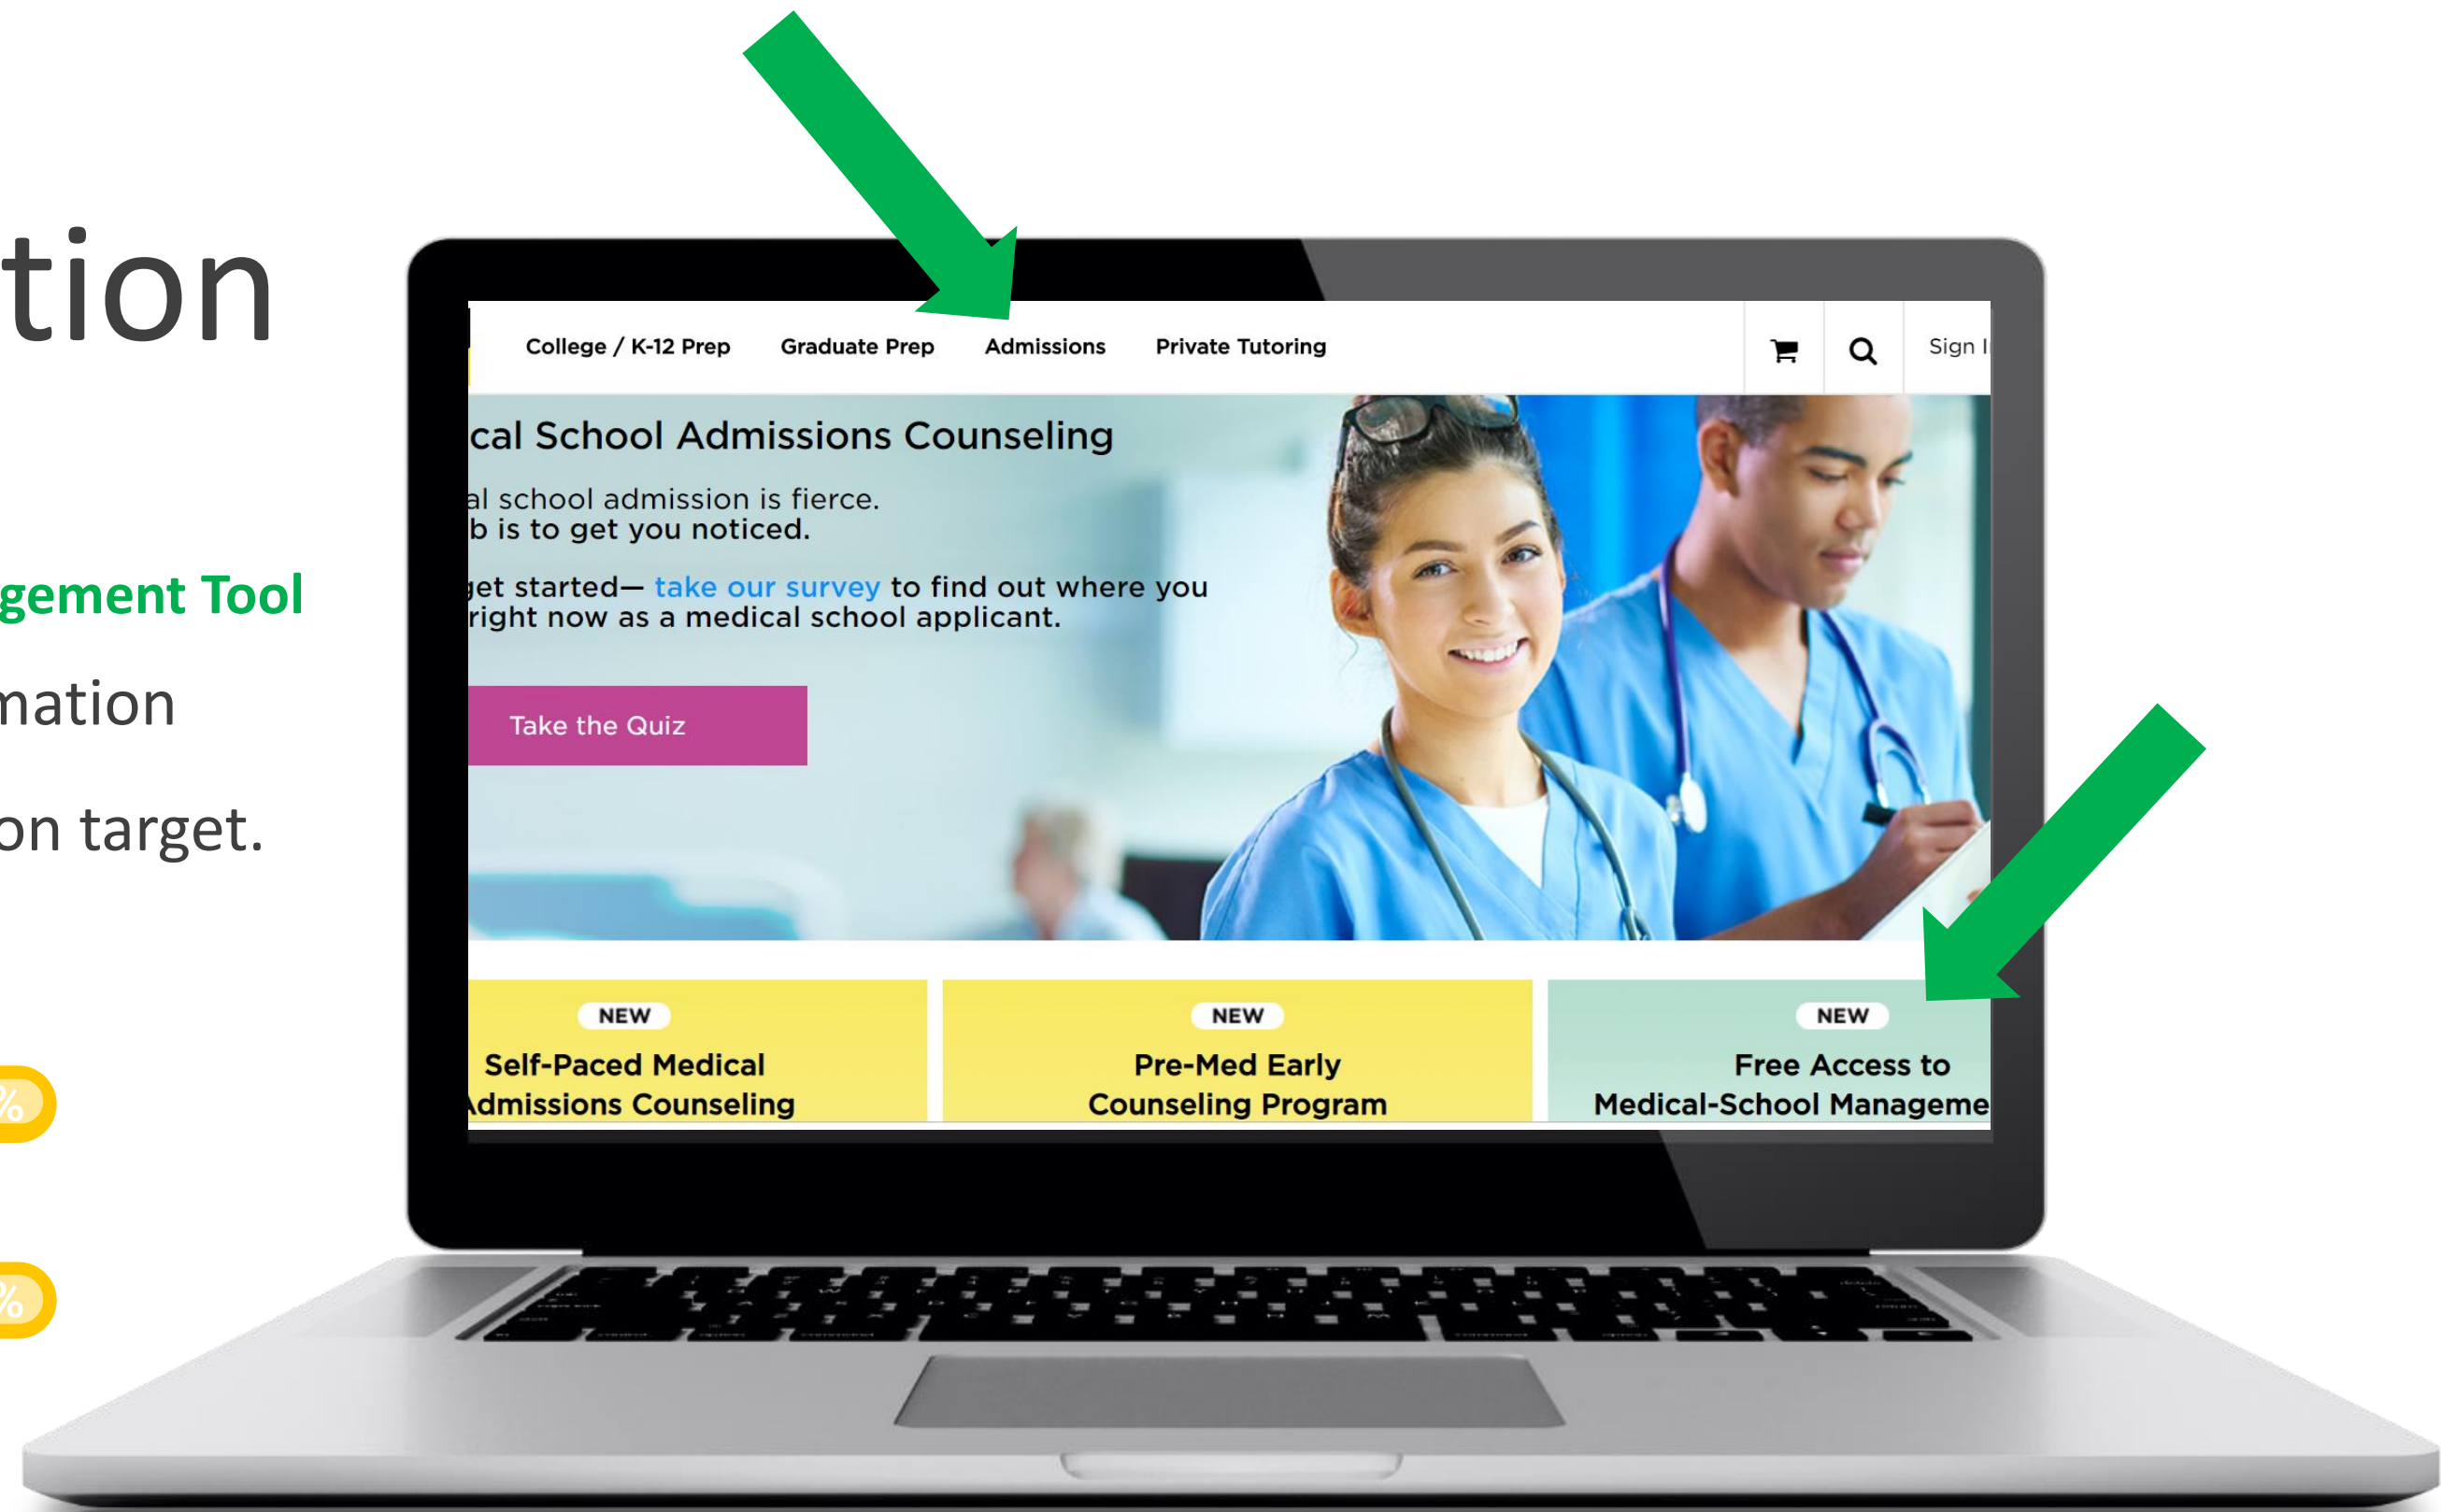 tion
gement Tool
mation
on target.
%
%
College / K-12 Prep Graduate Prep Admissions Private Tutoring Sign I
cal School Admissions Counseling
al school admission is fierce.
b is to get you noticed.
get started— take our survey to find out where you
right now as a medical school applicant.
Take the Quiz
NEW
Self-Paced Medical
Admissions Counseling
NEW
Pre-Med Early
Counseling Program
NEW
Free Access to
Medical-School Manageme